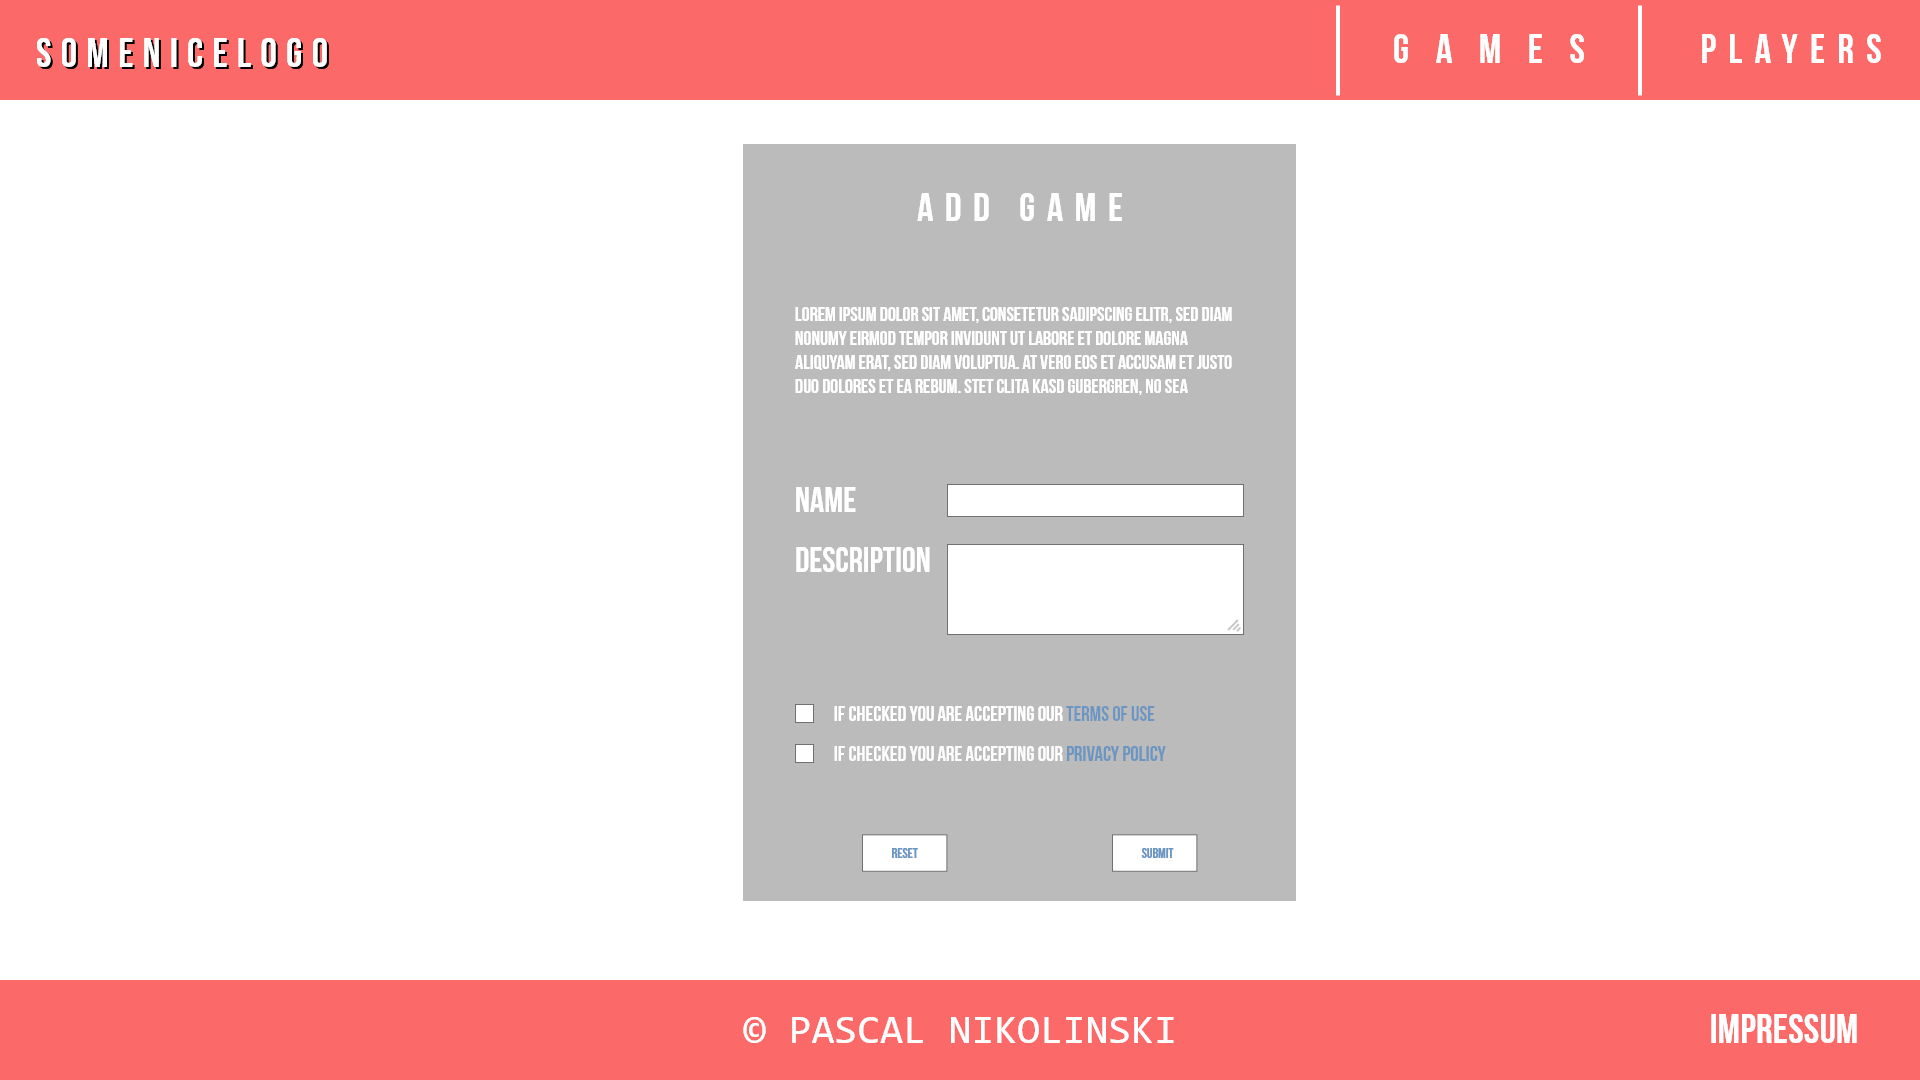 SOMENICELOGO
GAMES
PLAYERS
ADD GAME
LOREM IPSUM DOLOR SIT AMET, CONSETETUR SADIPSCING ELITR, SED DIAM
NONUMY EIRMOD TEMPOR INVIDUNT UT LABORE ET DOLORE MAGNA
ALIQUYAM ERAT, SED DIAM VOLUPTUA. AT VERO EOS ET ACCUSAM ET JUSTO
DUO DOLORES ET EA REBUM. STET CLITA KASD GUBERGREN, NO SEA
NAME
DESCRIPTION
IF CHECKED YOU ARE ACCEPTING OUR TERMS OF USE
IF CHECKED YOU ARE ACCEPTING OUR PRIVACY POLICY
RESET
SUBMIT
© PASCAL NIKOLINSKI
IMPRESSUM